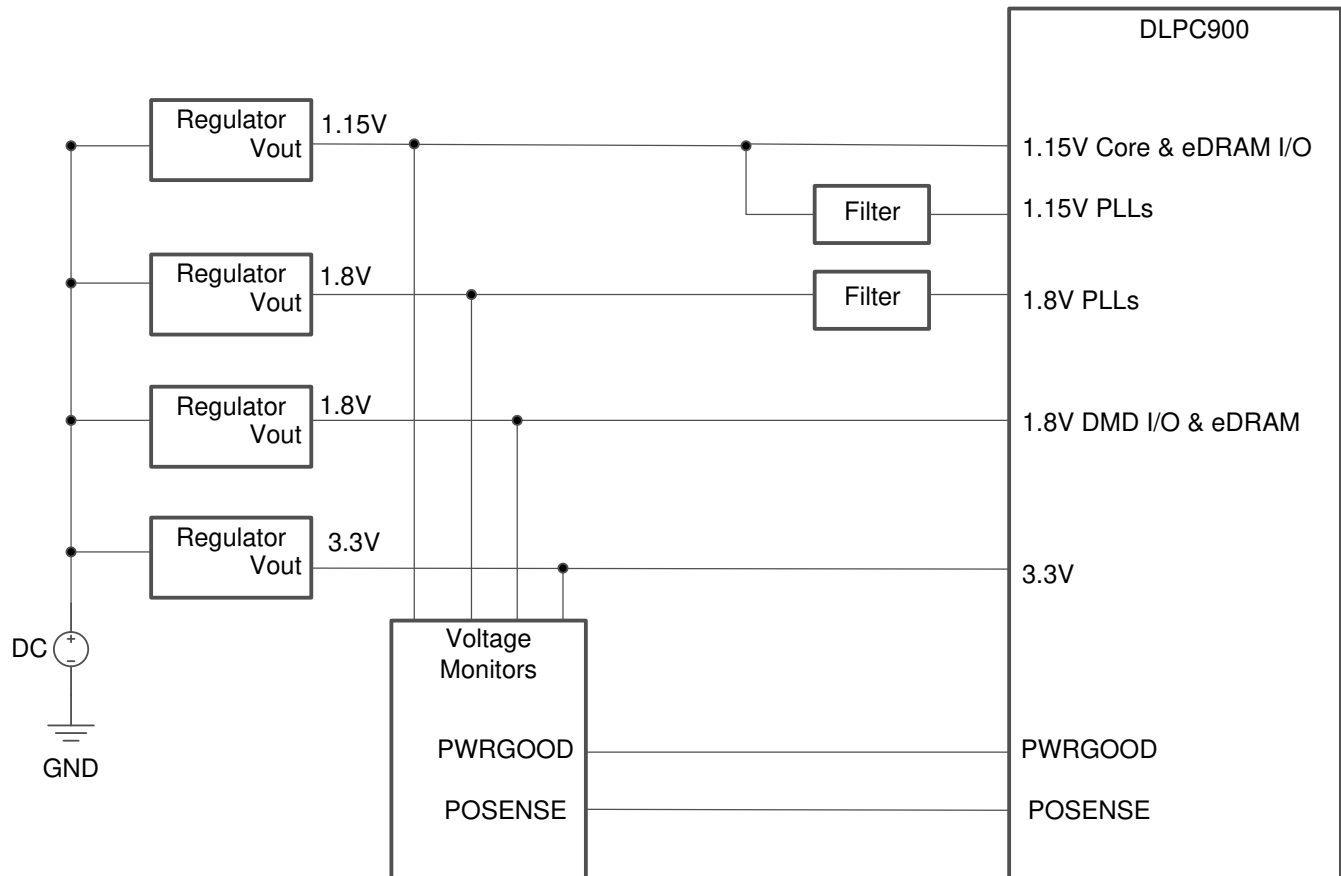 DLPC900
Regulator
Vout
1.15V
1.15V Core & eDRAM I/O
Filter
1.15V PLLs
Regulator
Vout
1.8V
Filter
1.8V PLLs
Regulator
Vout
1.8V
1.8V DMD I/O & eDRAM
Regulator
Vout
3.3V
3.3V
DC
+
−
GND
Voltage
Monitors
PWRGOOD
PWRGOOD
POSENSE
POSENSE